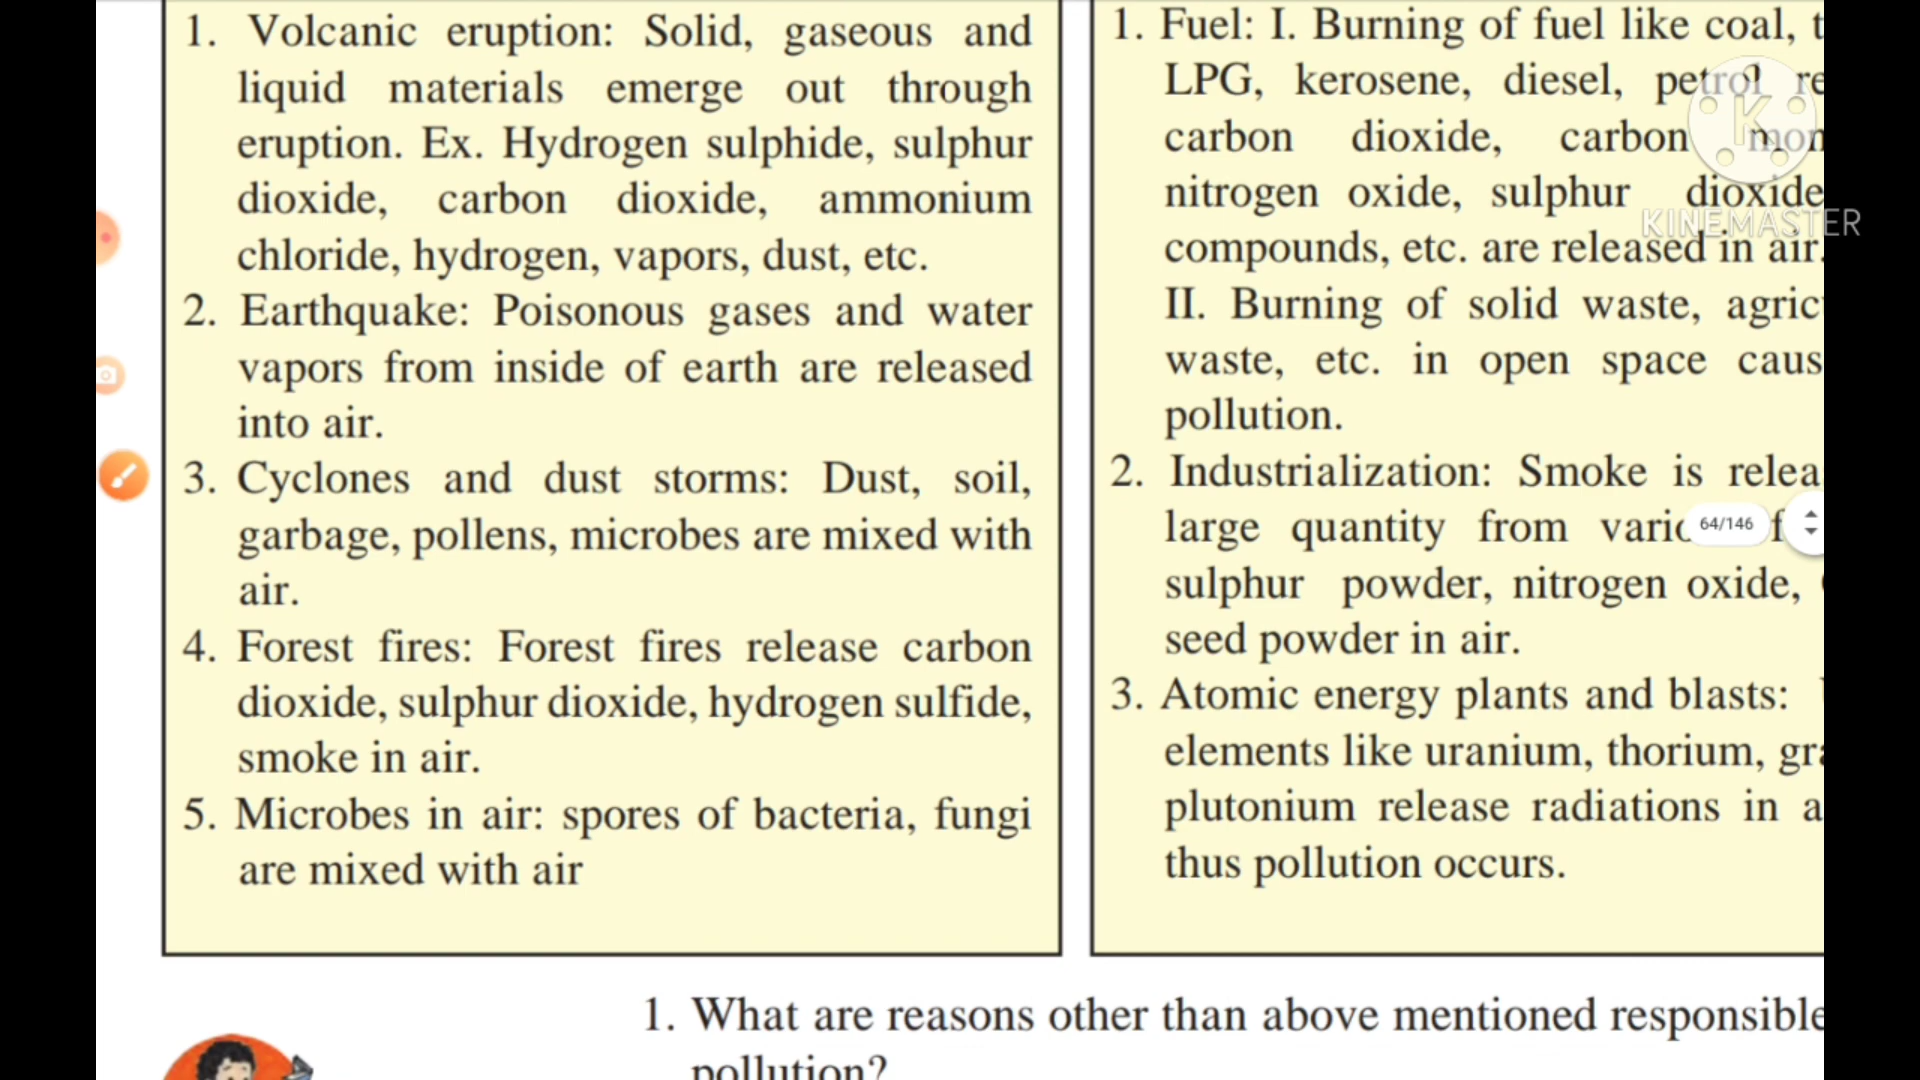 1. Volcanic eruption: Solid, gaseous and
liquid materials emerge out through
eruption. Ex. Hydrogen sulphide, sulphur
dioxide, carbon dioxide, ammonium
chloride, hydrogen, vapors, dust, etc.
2. Earthquake: Poisonous gases and water
vapors from inside of earth are released
into air.
3. Cyclones and dust storms: Dust, soil,
garbage, pollens, microbes are mixed with
air.
4. Forest fires: Forest fires release carbon
dioxide, sulphur dioxide, hydrogen sulfide,
smoke in air.
5. Microbes in air: spores of bacteria, fungi
are mixed with air
1. Fuel: I. Burning of fuel like coal,
LPG, kerosene, diesel, petrol
carbon dioxide, carbon
nitrogen oxide, sulphur dioxide
compounds, etc. are released in air.
II. Burning of solid waste,
waste, etc. in open space
pollution.
2. Industrialization: Smoke is
large quantity from
sulphur powder, nitrogen oxide,
seed powder in air.
3. Atomic energy plants and blasts:
elements like uranium, thorium,
plutonium release radiations in
thus pollution occurs.
K
KINEMASTER
64/146
1. What are reasons other than above mentioned responsible
pollution?